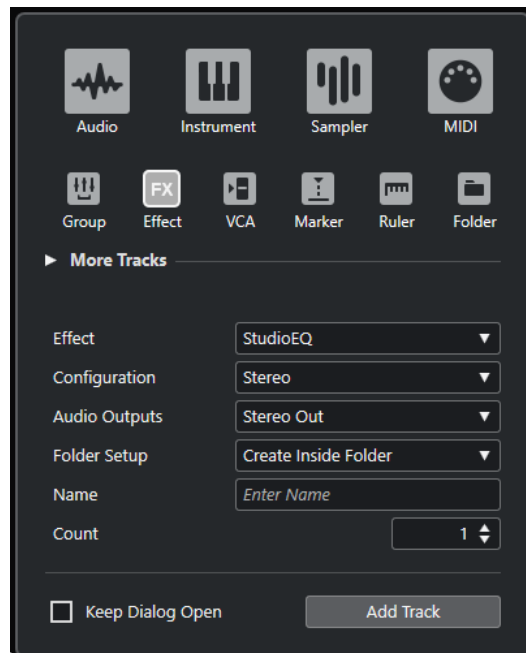 Audio Instrument Sampler MIDI
FX
Group Effect VCA Marker Ruler Folder
More Tracks
Effect StudioEQ
Configuration Stereo
Audio Outputs Stereo Out
Folder Setup Create Inside Folder
Name Enter Name
Count 1
Keep Dialog Open Add Track